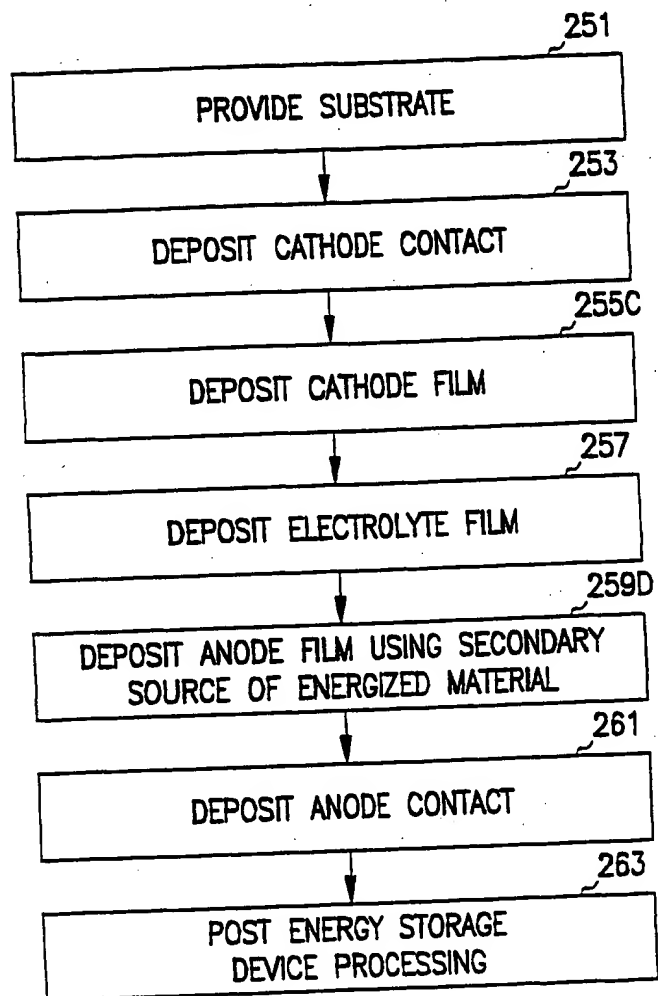 251
PROVIDE SUBSTRATE
253
DEPOSIT CATHODE CONTACT
255C
DEPOSIT CATHODE FILM
257
DEPOSIT ELECTROLYTE FILM
259D
DEPOSIT ANODE FILM USING SECONDARY
SOURCE OF ENERGIZED MATERIAL
261
DEPOSIT ANODE CONTACT
263
POST ENERGY STORAGE
DEVICE PROCESSING